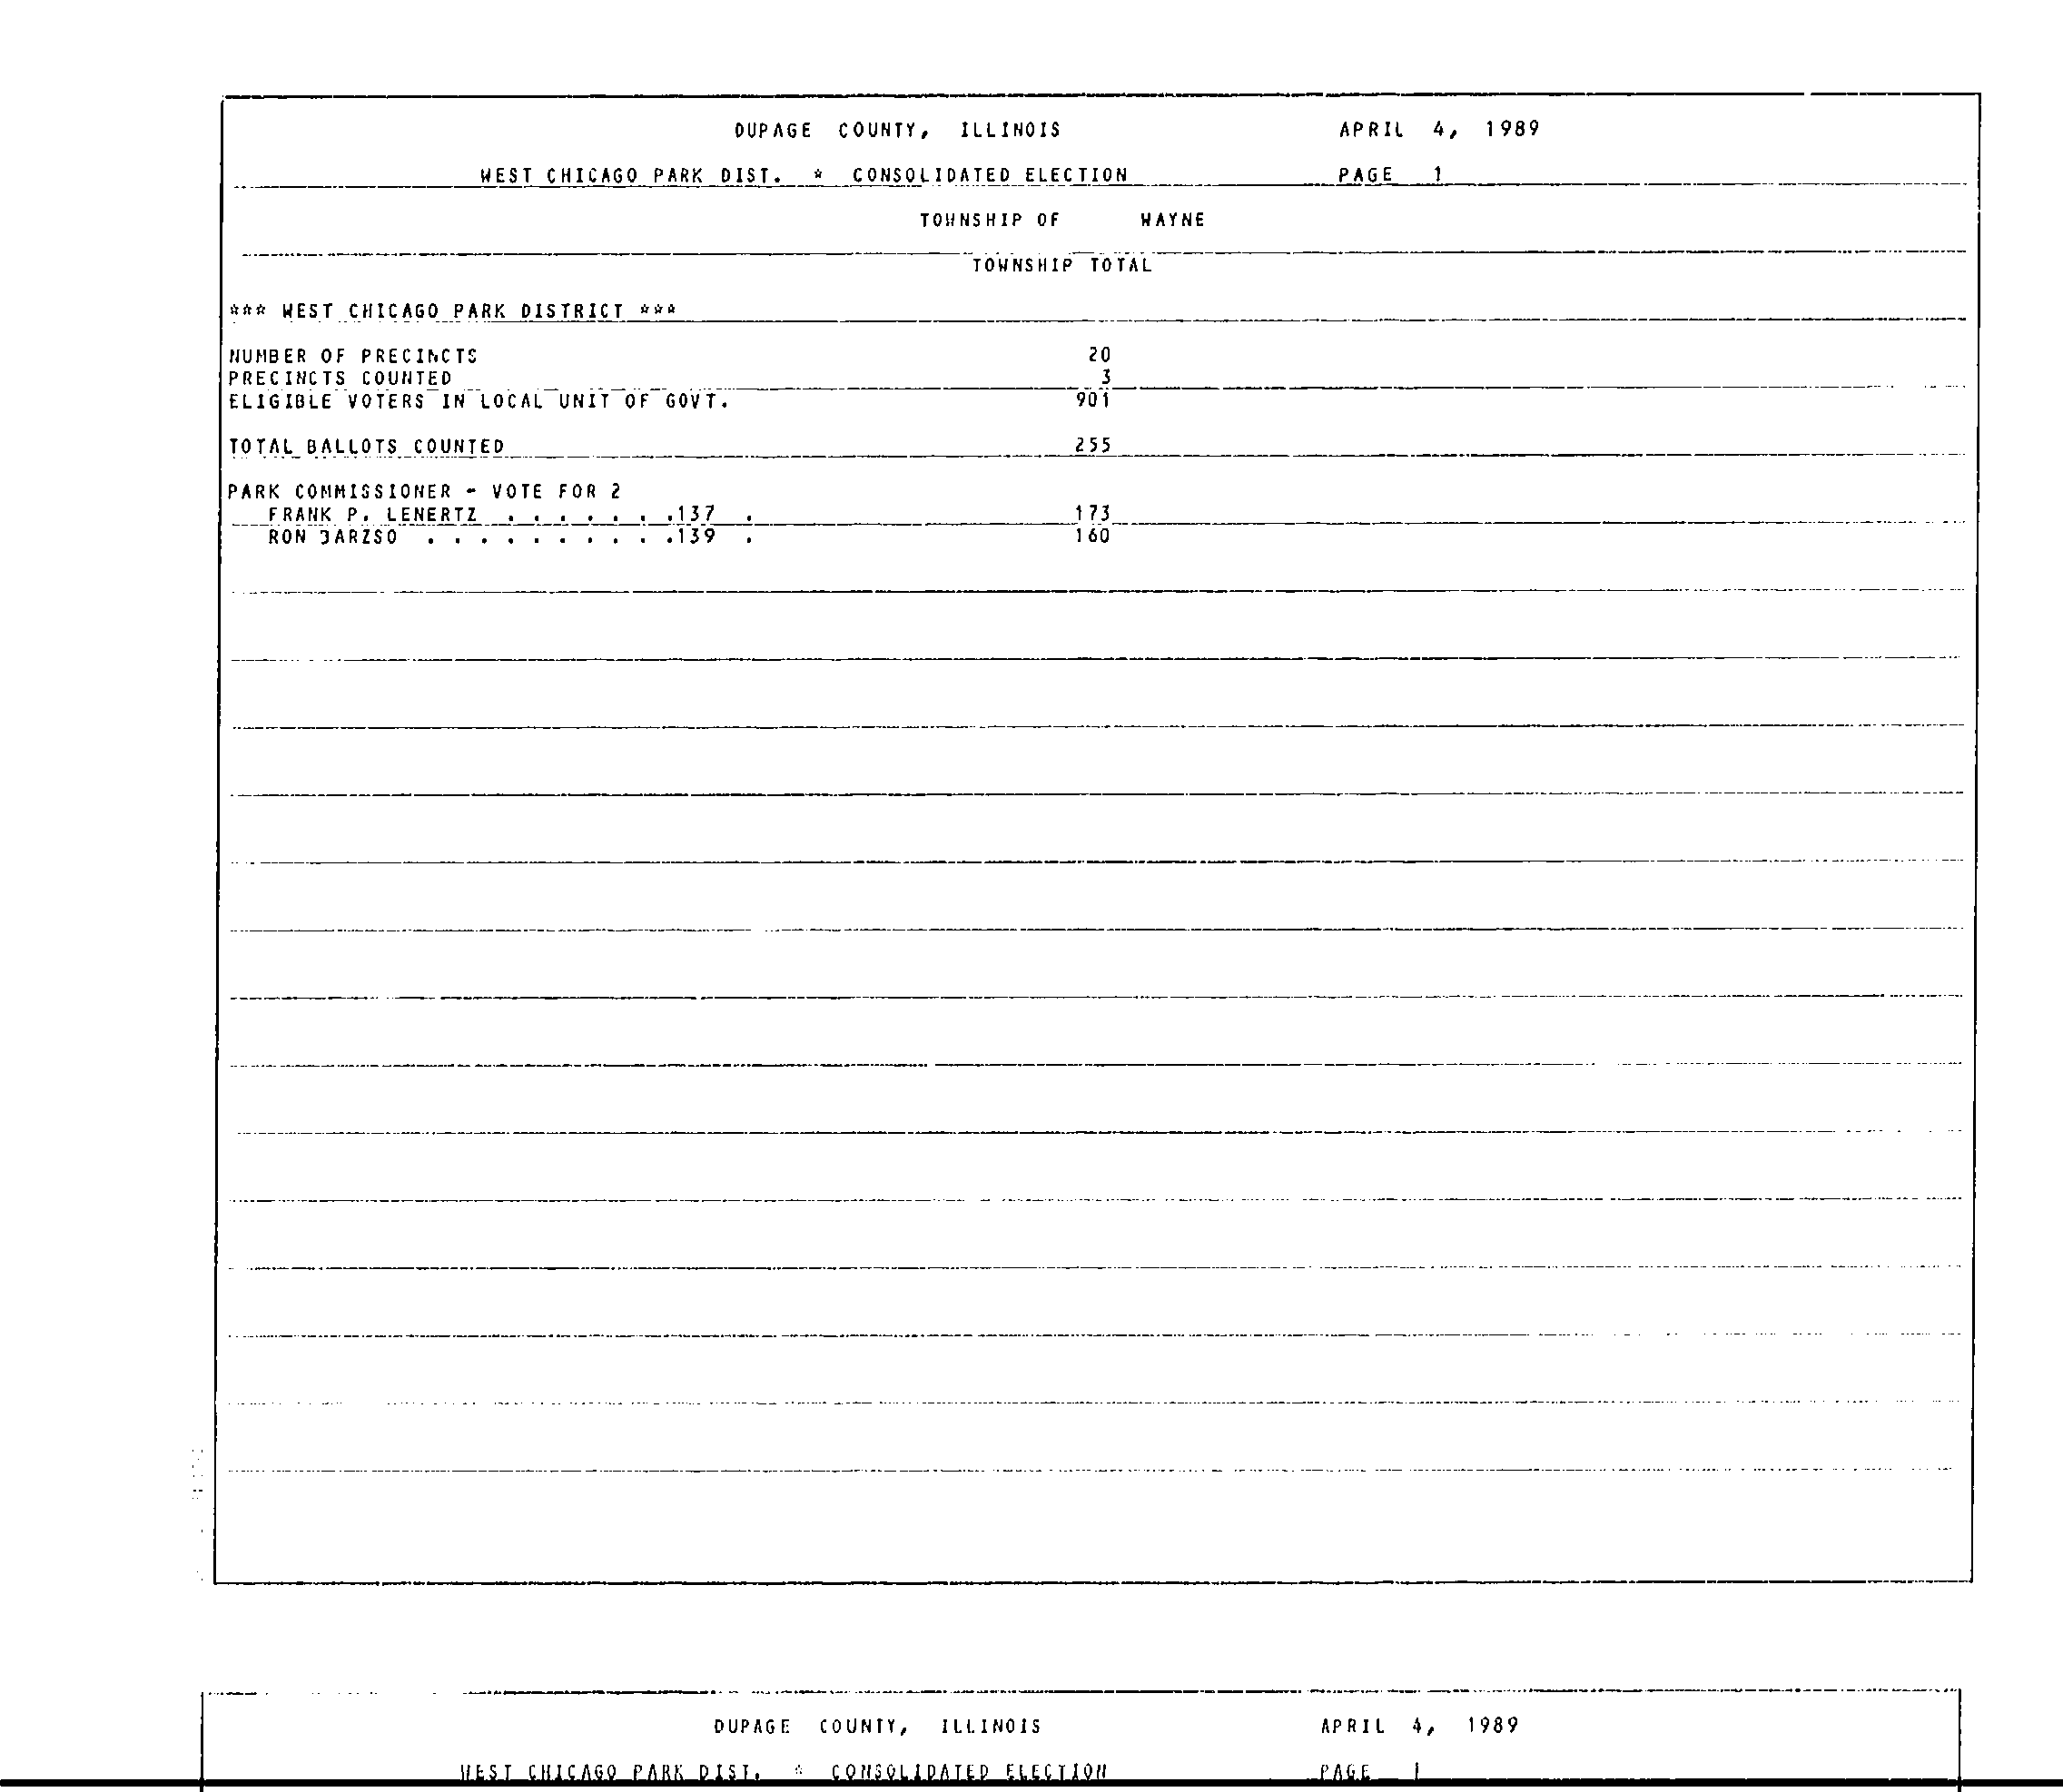 DUPAGE COUNTY, ILLINOIS APRIL 4, 1989
WEST CHICAGO PARK DIST. * CONSOLIDATED ELECTION PAGE 1
TOWNSHIP OF WAYNE
TOWNSHIP TOTAL
*** WEST CHICAGO PARK DISTRICT ***
NUMBER OF PRECINCTS 20
PRECINCTS COUNTED 3
ELIGIBLE VOTERS IN LOCAL UNIT OF GOVT. 901
TOTAL BALLOTS COUNTED 255
PARK COMMISSIONER - VOTE FOR 2
FRANK P. LENERTZ . . . . . . .137 . 173
RON . . . . . . . . . .139 . 160
DUPAGE COUNTY, ILLINOIS APRIL 4, 1989
WEST CHICAGO PARK DIST. * CONSOLIDATED ELECTION PAGE 1